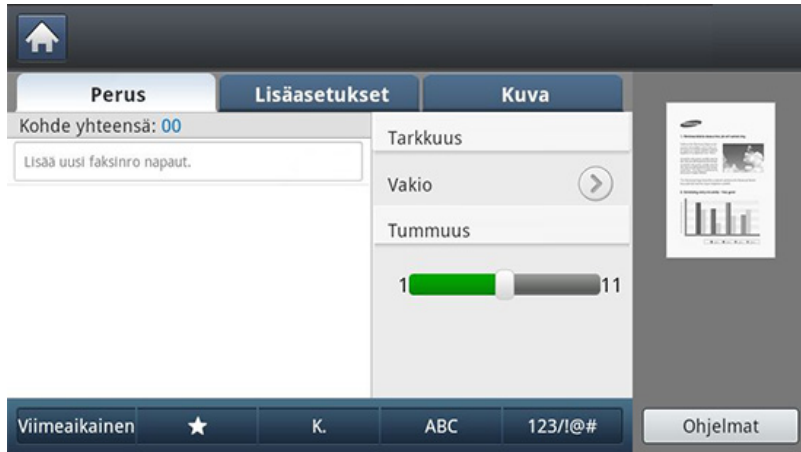 Perus
Lisäasetukset
Kuva
Kohde yhteensä: 00
Lisää uusi faksinro napaut.
Tarkkuus
Vakio
Tummuus
1
11
Viimeaikainen
K.
ABC
123/!@#
Ohjelmat